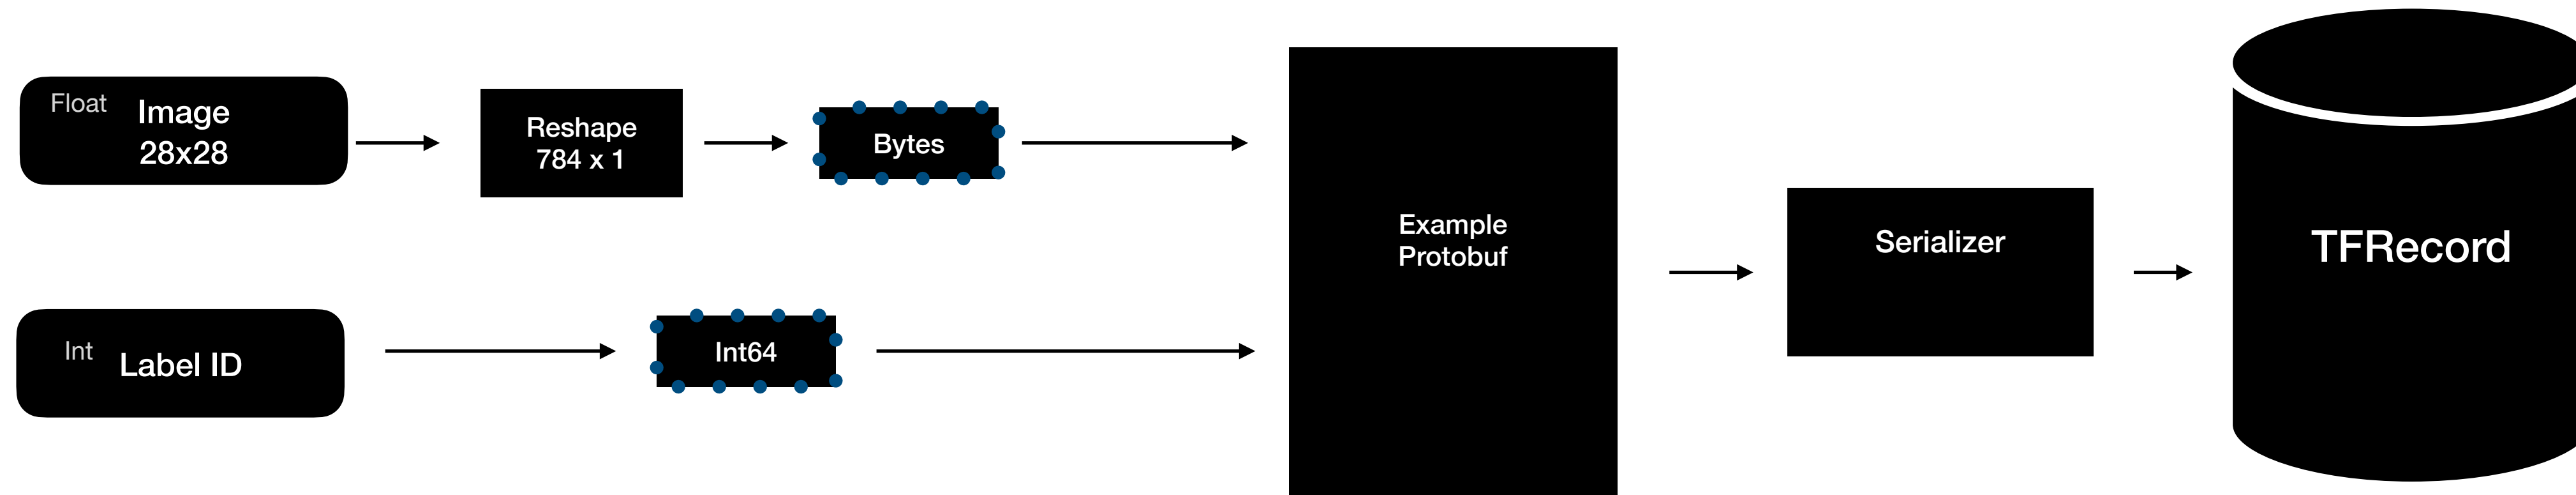 Float
Image
28x28
Reshape
784 x 1
Bytes
Example
Protobuf
Serializer
TFRecord
Int
Label ID
Int64